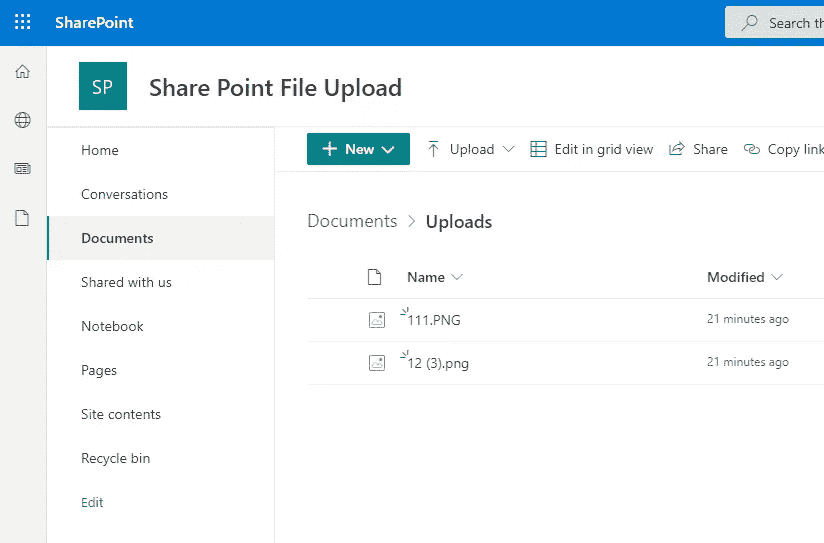 SharePoint
Search th
SP
Share Point File Upload
Home
Conversations
Documents
Shared with us
Notebook
Pages
Site contents
Recycle bin
Edit
New
Upload
Edit in grid view
Share
Copy link
Documents > Uploads
Name
Modified
111.PNG
21 minutes ago
12 (3).png
21 minutes ago